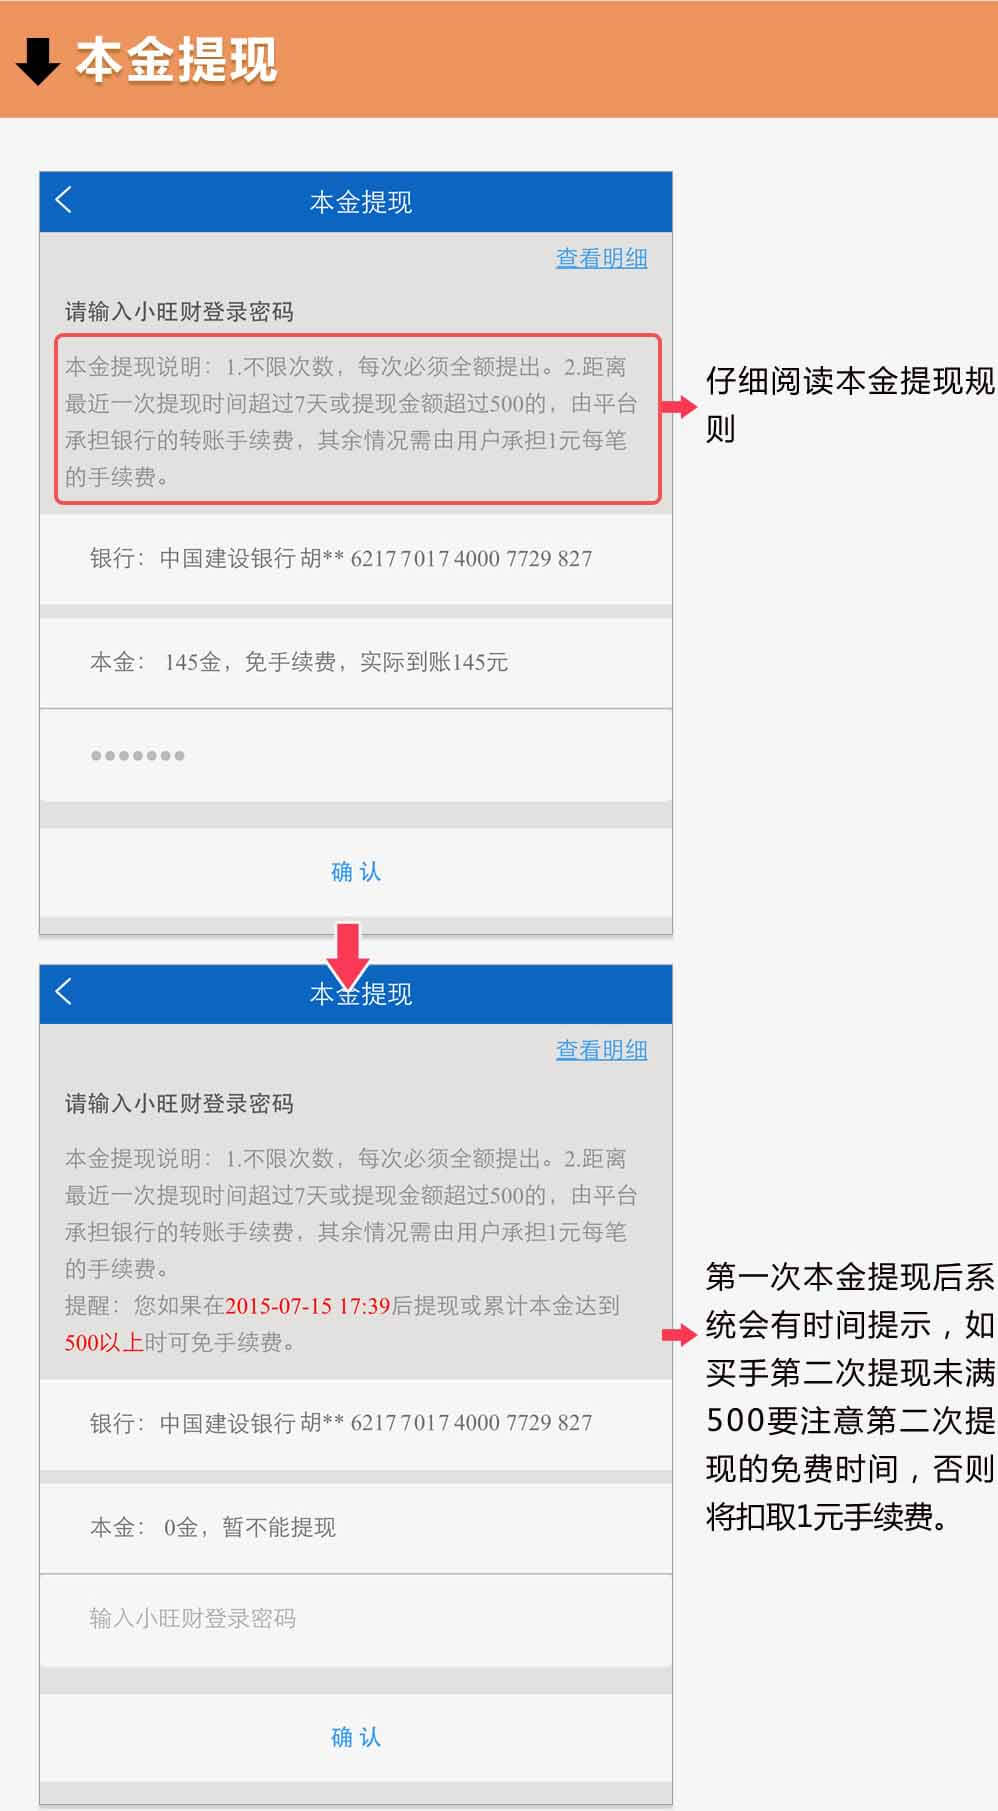 本金提现
本金提现
查看明细
请输入小旺财登录密码
本金提现说明：1.不限次数，每次必须全额提出。2.距离
最近一次提现时间超过7天或提现金额超过500的，由平台
承担银行的转账手续费，其余情况需由用户承担1元每笔
的手续费。
仔细阅读本金提现规
则
银行：中国建设银行 胡** 6217 7017 4000 7729 827
本金： 145金，免手续费，实际到账145元
●●●●●●●
确 认
本金提现
查看明细
请输入小旺财登录密码
本金提现说明：1.不限次数，每次必须全额提出。2.距离
最近一次提现时间超过7天或提现金额超过500的，由平台
承担银行的转账手续费，其余情况需由用户承担1元每笔
的手续费。
提醒：您如果在2015-07-15 17:39后提现或累计本金达到
500以上时可免手续费。
第一次本金提现后系
统会有时间提示，如
买手第二次提现未满
500要注意第二次提
现的免费时间，否则
将扣取1元手续费。
银行：中国建设银行 胡** 6217 7017 4000 7729 827
本金： 0金，暂不能提现
输入小旺财登录密码
确 认